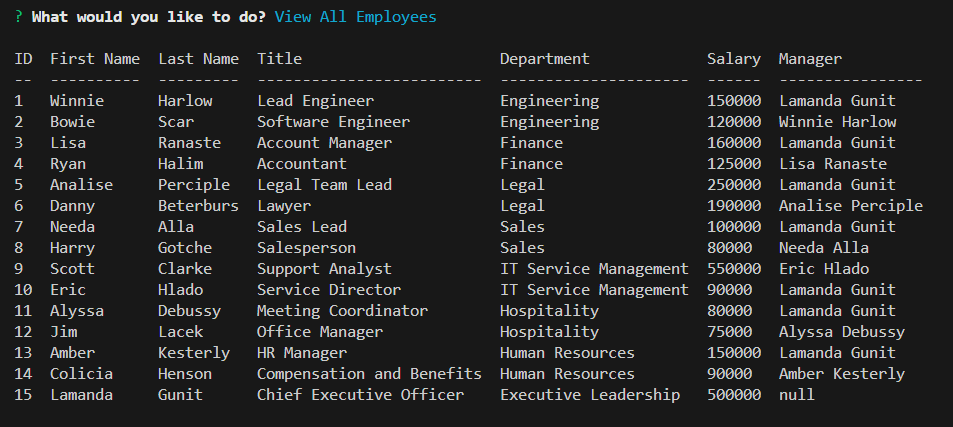 ? What would you like to do? View All Employees
ID  First Name  Last Name  Title                      Department             Salary  Manager
--  ----------  ---------  -------------------------  ---------------------  ------  ----------------
1   Winnie      Harlow     Lead Engineer              Engineering            150000  Lamanda Gunit
2   Bowie       Scar       Software Engineer          Engineering            120000  Winnie Harlow
3   Lisa        Ranaste    Account Manager            Finance                160000  Lamanda Gunit
4   Ryan        Halim      Accountant                 Finance                125000  Lisa Ranaste
5   Analise     Perciple   Legal Team Lead            Legal                  250000  Lamanda Gunit
6   Danny       Beterburs  Lawyer                     Legal                  190000  Analise Perciple
7   Needa       Alla       Sales Lead                 Sales                  100000  Lamanda Gunit
8   Harry       Gotche     Salesperson                Sales                  80000   Needa Alla
9   Scott       Clarke     Support Analyst            IT Service Management  550000  Eric Hlado
10  Eric        Hlado      Service Director           IT Service Management  90000   Lamanda Gunit
11  Alyssa      Debussy    Meeting Coordinator        Hospitality            80000   Lamanda Gunit
12  Jim         Lacek      Office Manager             Hospitality            75000   Alyssa Debussy
13  Amber       Kesterly   HR Manager                 Human Resources        150000  Lamanda Gunit
14  Colicia     Henson     Compensation and Benefits  Human Resources        90000   Amber Kesterly
15  Lamanda     Gunit      Chief Executive Officer    Executive Leadership   500000  null